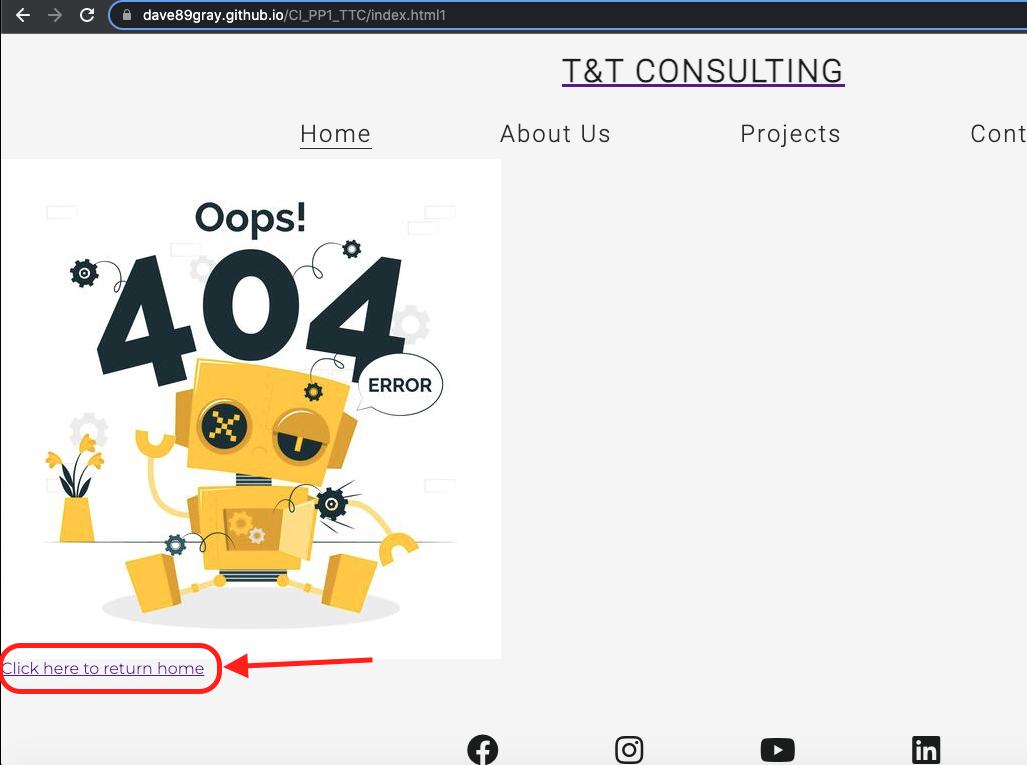 dave89gray.github.io/CI_PP1_TTC/index.html1
T&T CONSULTING
Home About Us Projects Cont
Oops!
404
ERROR
Click here to return home